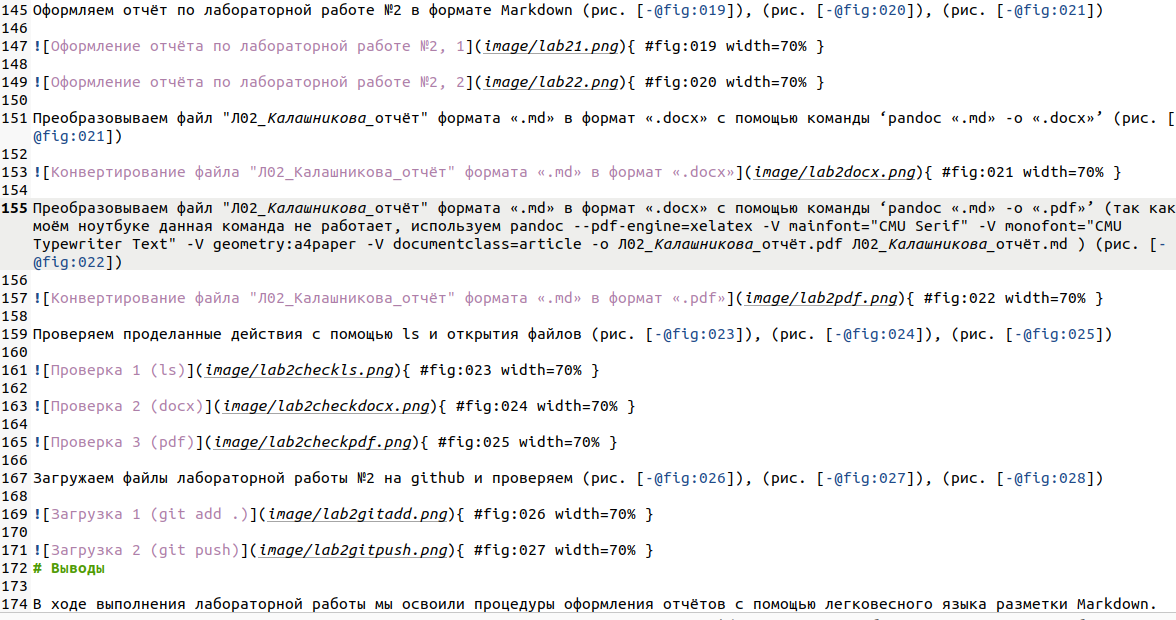 145 Оформляем отчёт по лабораторной работе №2 в формате Markdown (рис. [-@fig:019]), (рис. [-@fig:020]), (рис. [-@fig:021])
146
147 ![Оформление отчёта по лабораторной работе №2, 1](image/lab21.png){ #fig:019 width=70% }
148
149 ![Оформление отчёта по лабораторной работе №2, 2](image/lab22.png){ #fig:020 width=70% }
150
151 Преобразовываем файл "Л02_Калашникова_отчёт" формата «.md» в формат «.docx» с помощью команды ‘pandoc «.md» -o «.docx»’ (рис. [
@fig:021])
152
153 ![Конвертирование файла "Л02_Калашникова_отчёт" формата «.md» в формат «.docx»](image/lab2docx.png){ #fig:021 width=70% }
154
155 Преобразовываем файл "Л02_Калашникова_отчёт" формата «.md» в формат «.docx» с помощью команды ‘pandoc «.md» -o «.pdf»’ (так как
моём ноутбуке данная команда не работает, используем pandoc --pdf-engine=xelatex -V mainfont="CMU Serif" -V monofont="CMU
Typewriter Text" -V geometry:a4paper -V documentclass=article -o Л02_Калашникова_отчёт.pdf Л02_Калашникова_отчёт.md ) (рис. [-
@fig:022])
156
157 ![Конвертирование файла "Л02_Калашникова_отчёт" формата «.md» в формат «.pdf»](image/lab2pdf.png){ #fig:022 width=70% }
158
159 Проверяем проделанные действия с помощью ls и открытия файлов (рис. [-@fig:023]), (рис. [-@fig:024]), (рис. [-@fig:025])
160
161 ![Проверка 1 (ls)](image/lab2checkls.png){ #fig:023 width=70% }
162
163 ![Проверка 2 (docx)](image/lab2checkdocx.png){ #fig:024 width=70% }
164
165 ![Проверка 3 (pdf)](image/lab2checkpdf.png){ #fig:025 width=70% }
166
167 Загружаем файлы лабораторной работы №2 на github и проверяем (рис. [-@fig:026]), (рис. [-@fig:027]), (рис. [-@fig:028])
168
169 ![Загрузка 1 (git add .)](image/lab2gitadd.png){ #fig:026 width=70% }
170
171 ![Загрузка 2 (git push)](image/lab2gitpush.png){ #fig:027 width=70% }
172 # Выводы
173
174 В ходе выполнения лабораторной работы мы освоили процедуры оформления отчётов с помощью легковесного языка разметки Markdown.